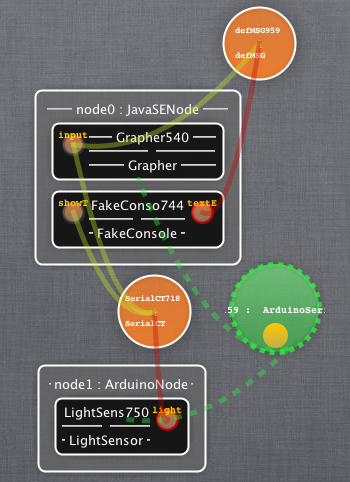 defMSG959
:
defMSG
node0 : JavaSENode
input
Grapher540
Grapher
showT FakeConso744 textE
- FakeConsole -
SerialCT718
:
SerialCT
.59 : ArduinoSer.
node1 : ArduinoNode
LightSens750 light
- LightSensor -